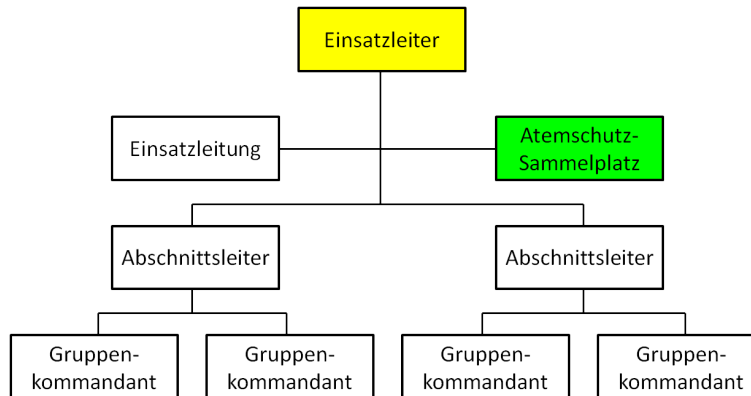 Einsatzleiter
Einsatzleitung
Atemschutz-
Sammelplatz
Abschnittsleiter
Abschnittsleiter
Gruppen-
kommandant
Gruppen-
kommandant
Gruppen-
kommandant
Gruppen-
kommandant